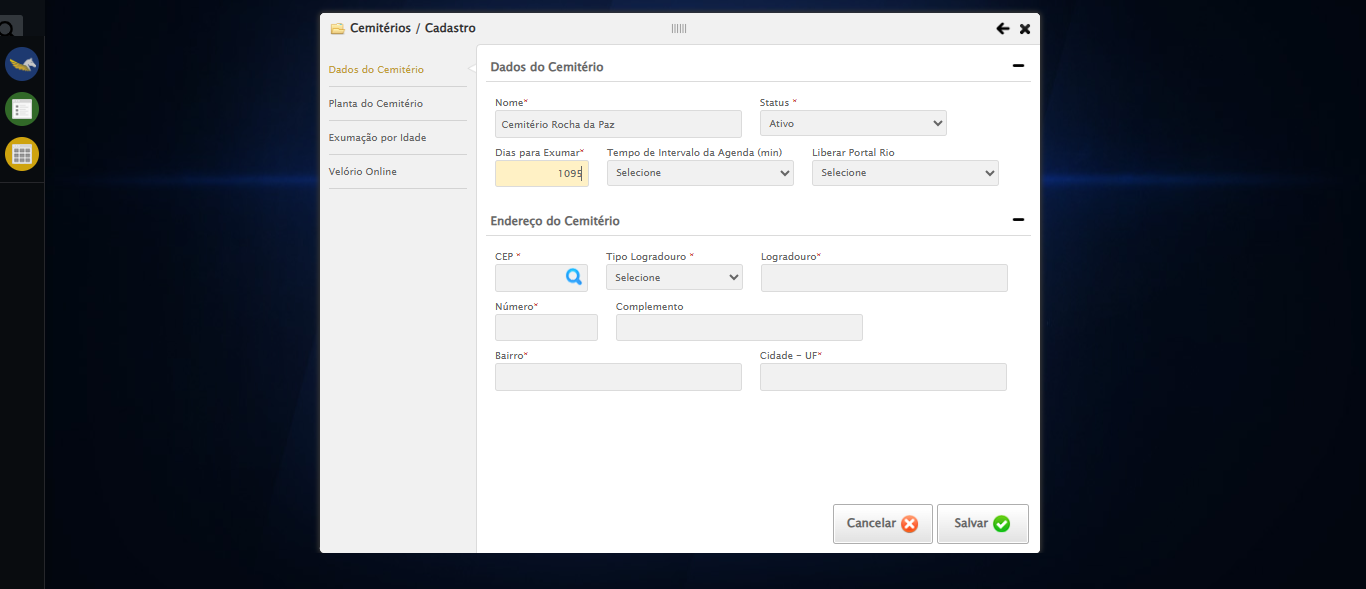 Cemitérios / Cadastro
Dados do Cemitério
Planta do Cemitério
Exumação por Idade
Velório Online
Dados do Cemitério
Nome* Status *
Cemitério Rocha da Paz Ativo
Dias para Exumar* Tempo de Intervalo da Agenda (min) Liberar Portal Rio
1095 Selecione Selecione
Endereço do Cemitério
CEP * Tipo Logradouro * Logradouro*
Selecione
Número* Complemento
Bairro* Cidade - UF*
Cancelar Salvar